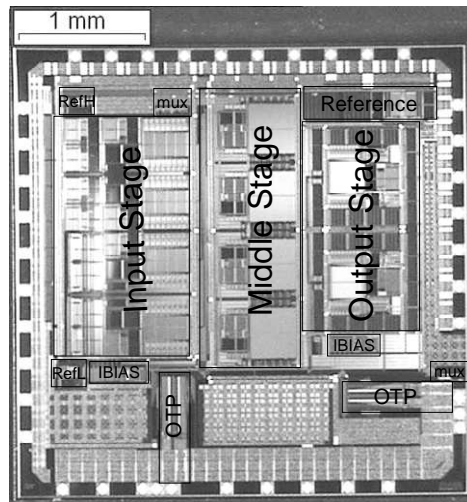 1 mm
RefH
mux
Reference
Input Stage
Middle Stage
Output Stage
IBIAS
RefL
IBIAS
mux
OTP
OTP